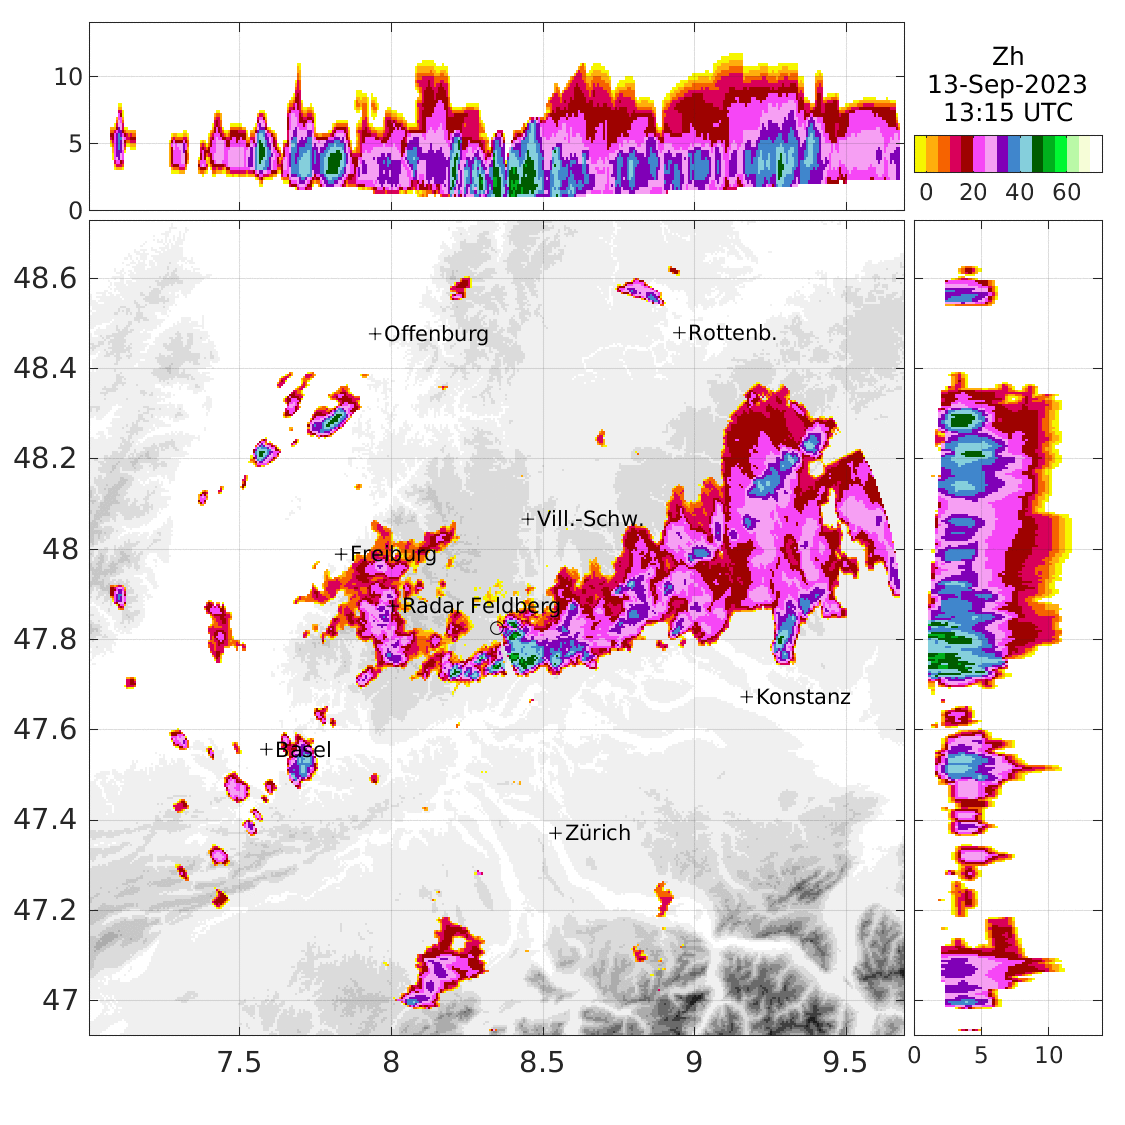 10
5
0
Zh
13-Sep-2023
13:15 UTC
0 20 40 60
48.6
48.4
48.2
48
47.8
47.6
47.4
47.2
47
+Offenburg
+Rottenb.
+Vill.-Schw.
+Freiburg
+Radar Feldberg
+Konstanz
+Basel
+Zürich
7.5 8 8.5 9 9.5
0 5 10